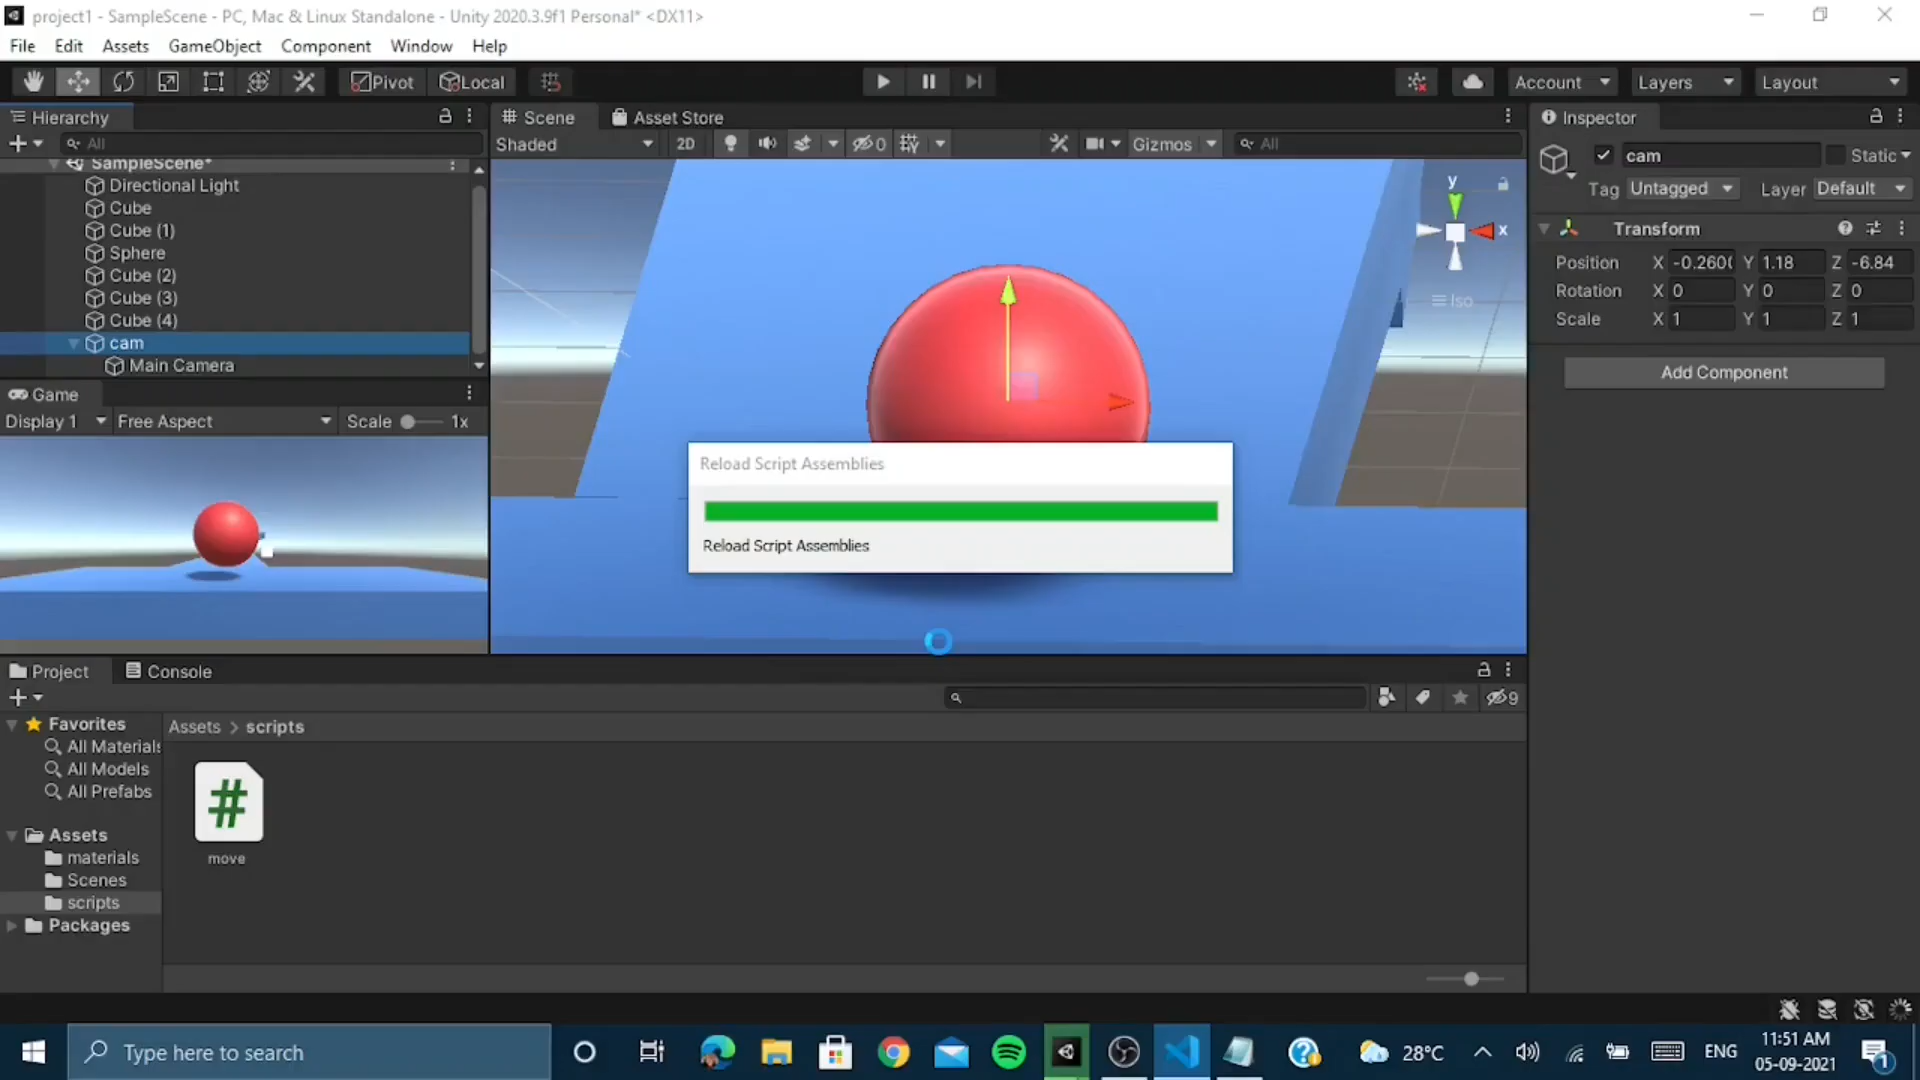 project1 - SampleScene - PC, Mac & Linux Standalone - Unity 2020.3.9f1 Personal* <DX11>
File Edit Assets GameObject Component Window Help
Pivot Local Account Layers Layout
Hierarchy
All
SampleScene*
Directional Light
Cube
Cube (1)
Sphere
Cube (2)
Cube (3)
Cube (4)
cam
Main Camera
Scene Asset Store
Shaded 2D 0 Gizmos All
y
x
Iso
Inspector
cam Static
Tag Untagged Layer Default
Transform
Position X -0.260( Y 1.18 Z -6.84
Rotation X 0 Y 0 Z 0
Scale X 1 Y 1 Z 1
Add Component
Game
Display 1 Free Aspect Scale 1x
Reload Script Assemblies
Reload Script Assemblies
Project Console
9
Favorites
All Materials
All Models
All Prefabs
Assets
materials
Scenes
scripts
Packages
Assets > scripts
#
move
Type here to search
28°C
ENG
11:51 AM
05-09-2021
1